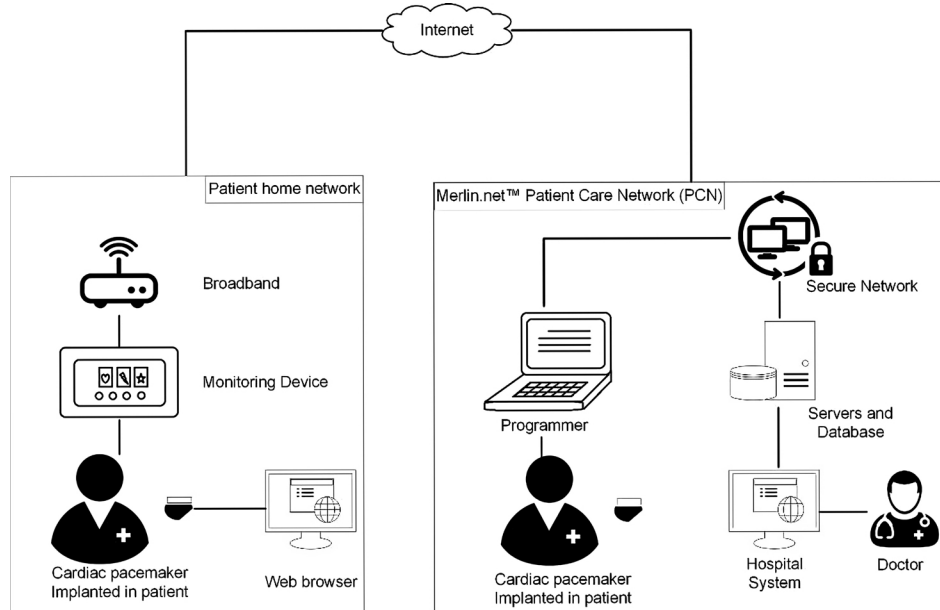 Internet
Patient home network
Broadband
Monitoring Device
Cardiac pacemaker
Implanted in patient
Web browser
Merlin.net™ Patient Care Network (PCN)
Secure Network
Programmer
Servers and
Database
Cardiac pacemaker
Implanted in patient
Hospital
System
Doctor